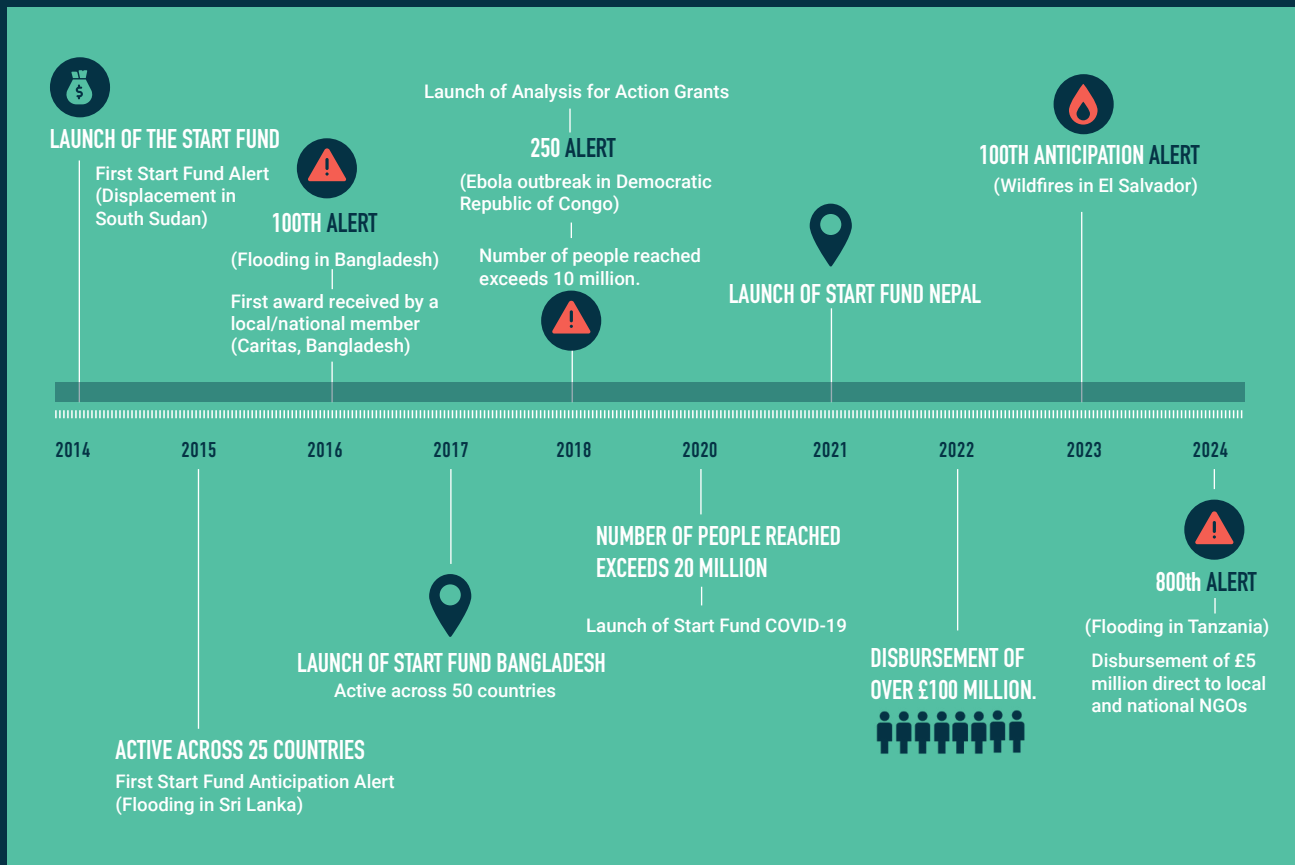 LAUNCH OF THE START FUND
First Start Fund Alert
(Displacement in
South Sudan)
100TH ALERT
(Flooding in Bangladesh)
First award received by a
local/national member
(Caritas, Bangladesh)
Launch of Analysis for Action Grants
250 ALERT
(Ebola outbreak in Democratic
Republic of Congo)
Number of people reached
exceeds 10 million.
LAUNCH OF START FUND NEPAL
100TH ANTICIPATION ALERT
(Wildfires in El Salvador)
2014 2015 2016 2017 2018 2020 2021 2022 2023 2024
ACTIVE ACROSS 25 COUNTRIES
First Start Fund Anticipation Alert
(Flooding in Sri Lanka)
LAUNCH OF START FUND BANGLADESH
Active across 50 countries
NUMBER OF PEOPLE REACHED
EXCEEDS 20 MILLION
Launch of Start Fund COVID-19
DISBURSEMENT OF
OVER £100 MILLION.
800th ALERT
(Flooding in Tanzania)
Disbursement of £5
million direct to local
and national NGOs